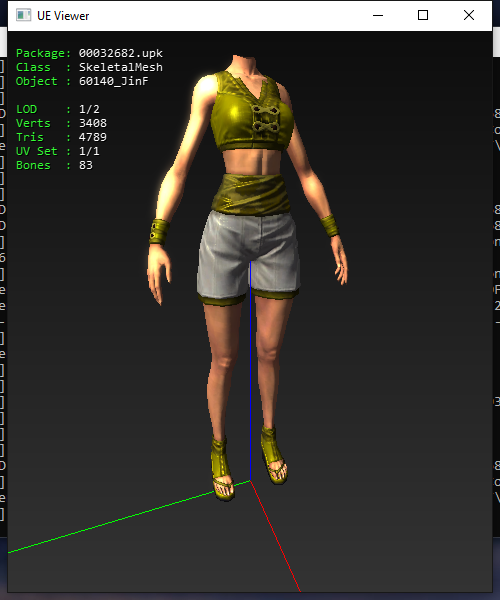 UE Viewer
Package: 00032682.upk
Class  : SkeletalMesh
Object : 60140_JinF
LOD    : 1/2
Verts  : 3408
Tris   : 4789
UV Set : 1/1
Bones  : 83